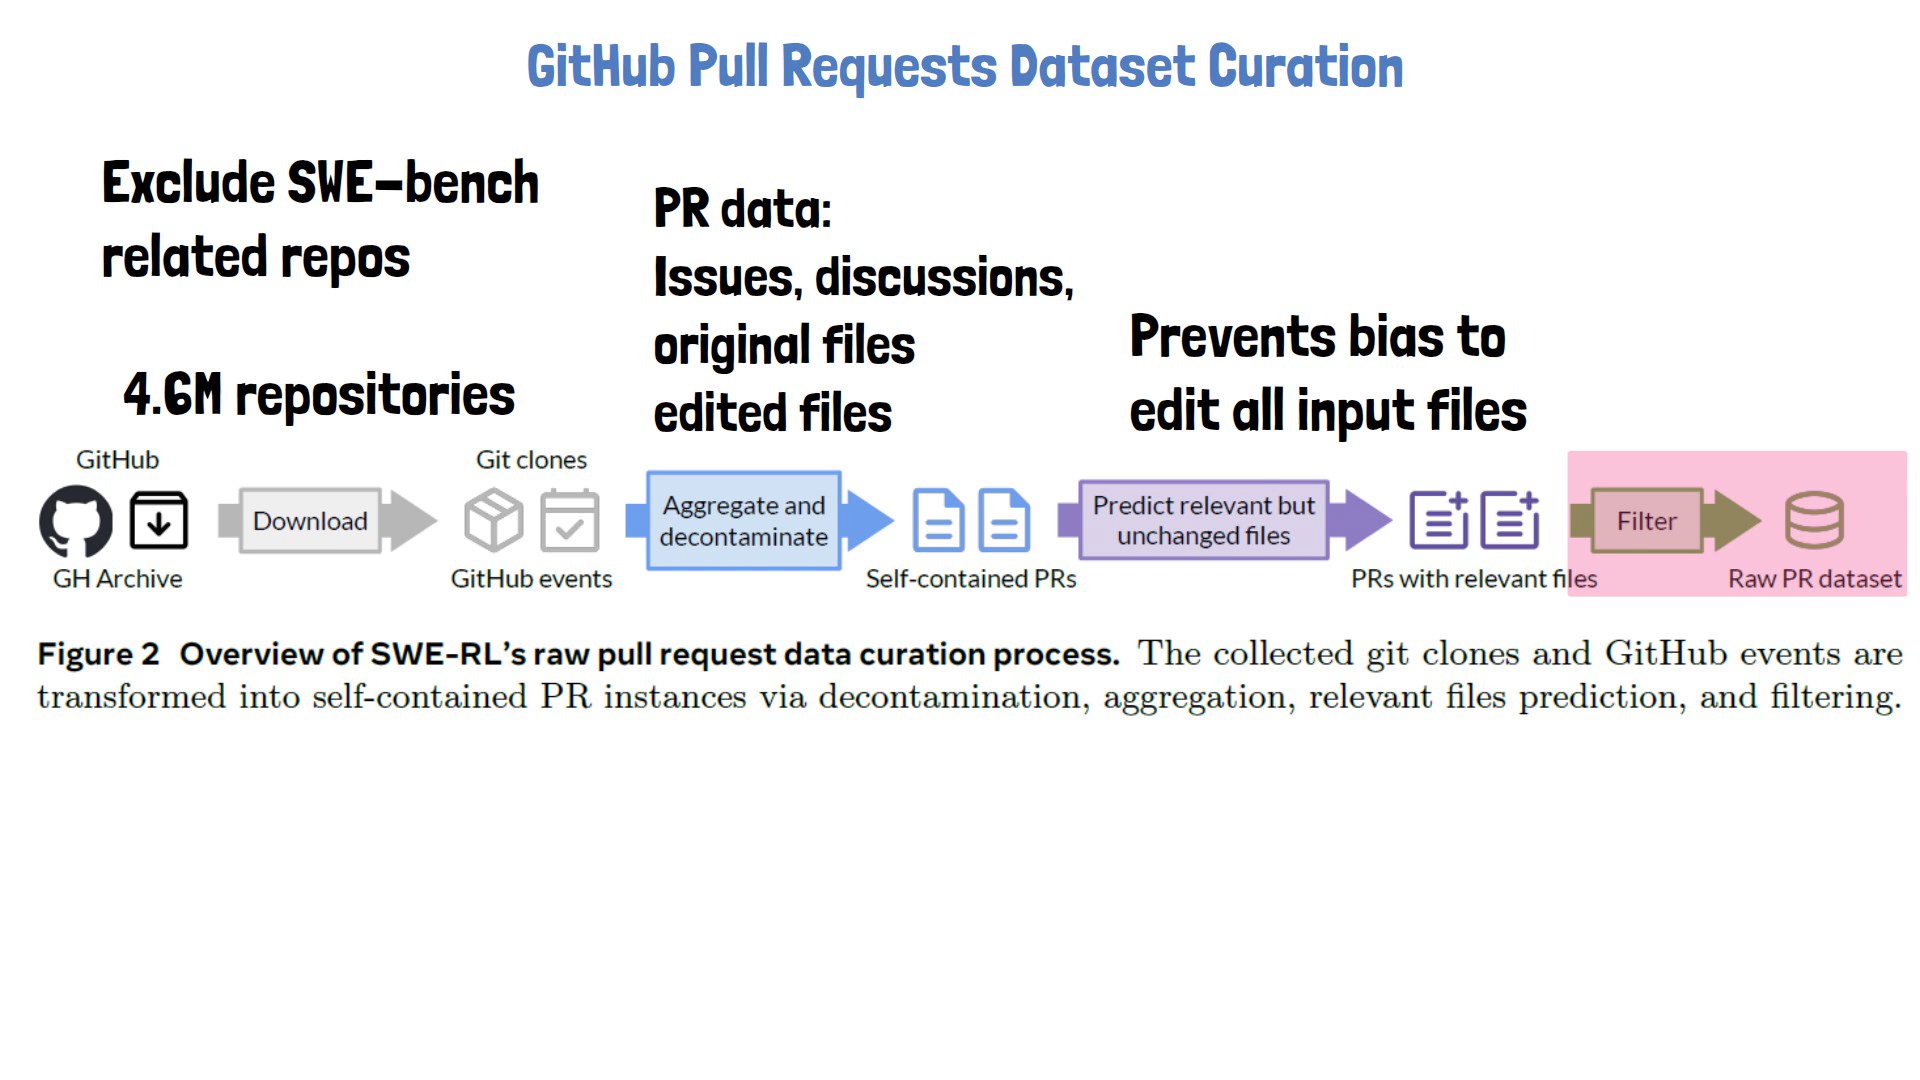 GitHub Pull Requests Dataset Curation
Exclude SWE-bench
related repos
4.6M repositories
PR data:
Issues, discussions,
original files
edited files
Prevents bias to
edit all input files
GitHub
GH Archive
Download
Git clones
GitHub events
Aggregate and
decontaminate
Self-contained PRs
Predict relevant but
unchanged files
PRs with relevant files
Filter
Raw PR dataset
Figure 2 Overview of SWE-RL's raw pull request data curation process. The collected git clones and GitHub events are
transformed into self-contained PR instances via decontamination, aggregation, relevant files prediction, and filtering.